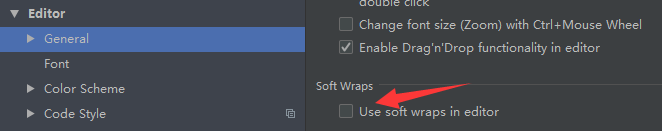 Editor
General
Font
Color Scheme
Code Style
double click
Change font size (Zoom) with Ctrl+Mouse Wheel
Enable Drag'n'Drop functionality in editor
Soft Wraps
Use soft wraps in editor